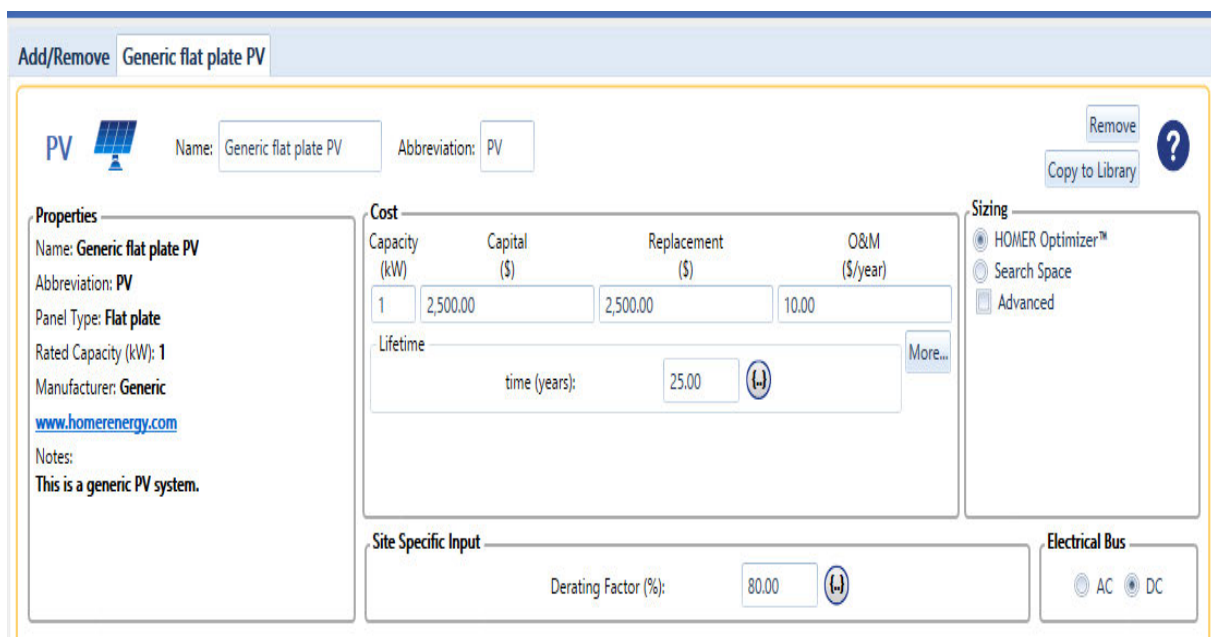 Add/Remove Generic flat plate PV
PV Name: Generic flat plate PV Abbreviation: PV
Remove
Copy to Library
?
Properties
Name: Generic flat plate PV
Abbreviation: PV
Panel Type: Flat plate
Rated Capacity (kW): 1
Manufacturer: Generic
www.homerenergy.com
Notes:
This is a generic PV system.
Cost
Capacity Capital Replacement O&M
(kW) ($) ($) ($/year)
1 2,500.00 2,500.00 10.00
Lifetime
More...
time (years): 25.00 {..}
Sizing
HOMER Optimizer™
Search Space
Advanced
Site Specific Input
Derating Factor (%): 80.00 {..}
Electrical Bus
AC DC